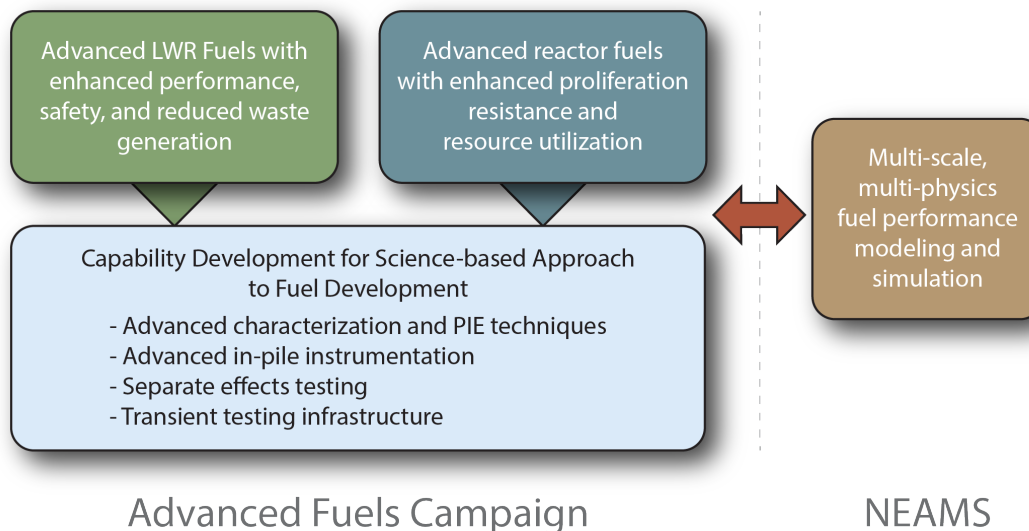 Advanced LWR Fuels with
enhanced performance,
safety, and reduced waste
generation
Advanced reactor fuels
with enhanced proliferation
resistance and
resource utilization
Multi-scale,
multi-physics
fuel performance
modeling and
simulation
Capability Development for Science-based Approach
to Fuel Development
- Advanced characterization and PIE techniques
- Advanced in-pile instrumentation
- Separate effects testing
- Transient testing infrastructure
Advanced Fuels Campaign
NEAMS